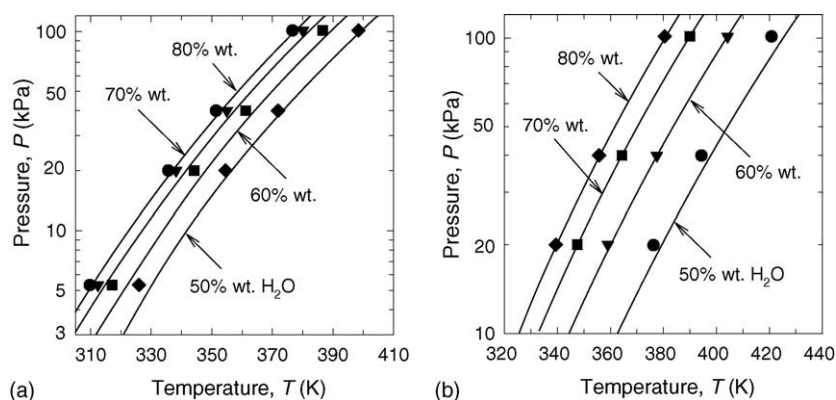 100
50
20
10
5
3
Pressure, P (kPa)
80% wt.
70% wt.
60% wt.
50% wt. H₂O
310 330 350 370 390 410
(a) Temperature, T (K)
100
50
20
10
Pressure, P (kPa)
80% wt.
70% wt.
60% wt.
50% wt. H₂O
320 340 360 380 400 420 440
(b) Temperature, T (K)